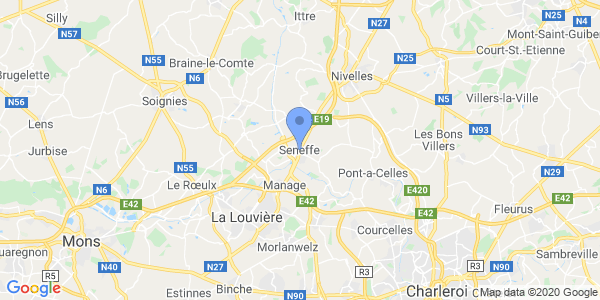 Silly
Ittre
N27
N4
Mont-Saint-Guibe
N57
Court-St.-Etienne
N55
Braine-le-Comte
N25
N6
Nivelles
Brugelette
N56
Soignies
N5
Villers-la-Ville
Lens
E19
N93
Les Bons
Villers
Jurbise
Seneffe
N55
Pont-a-Celles
N29
N6
Le Rœulx
Manage
E420
E42
E42
E42
Fleurus
E42
La Louvière
Courcelles
Mons
Morlanwelz
Sambreville
uaregnon
R5
N40
N27
R3
R3
N90
Binche
Estinnes
N90
Charleroi
Google
Map data ©2020 Google